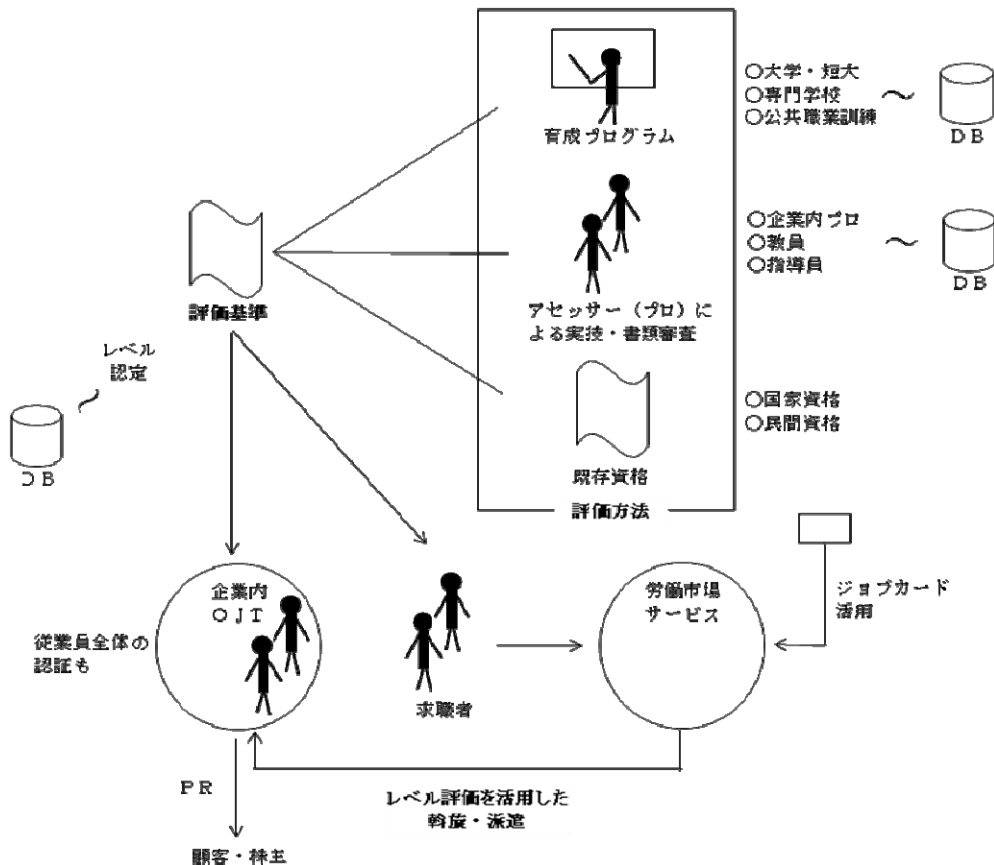 ○大学・短大
○専門学校
○公共職業訓練
～
DB
育成プログラム
○企業内プロ
○教員
○指導員
～
DB
アセッサー（プロ）に
よる実技・書類審査
評価基準
レベル
認定
～
DB
○国家資格
○民間資格
既存資格
評価方法
企業内
OJT
労働市場
サービス
ジョブカード
活用
従業員全体の
認証も
求職者
PR
レベル評価を活用した
斡旋・派遣
顧客・株主